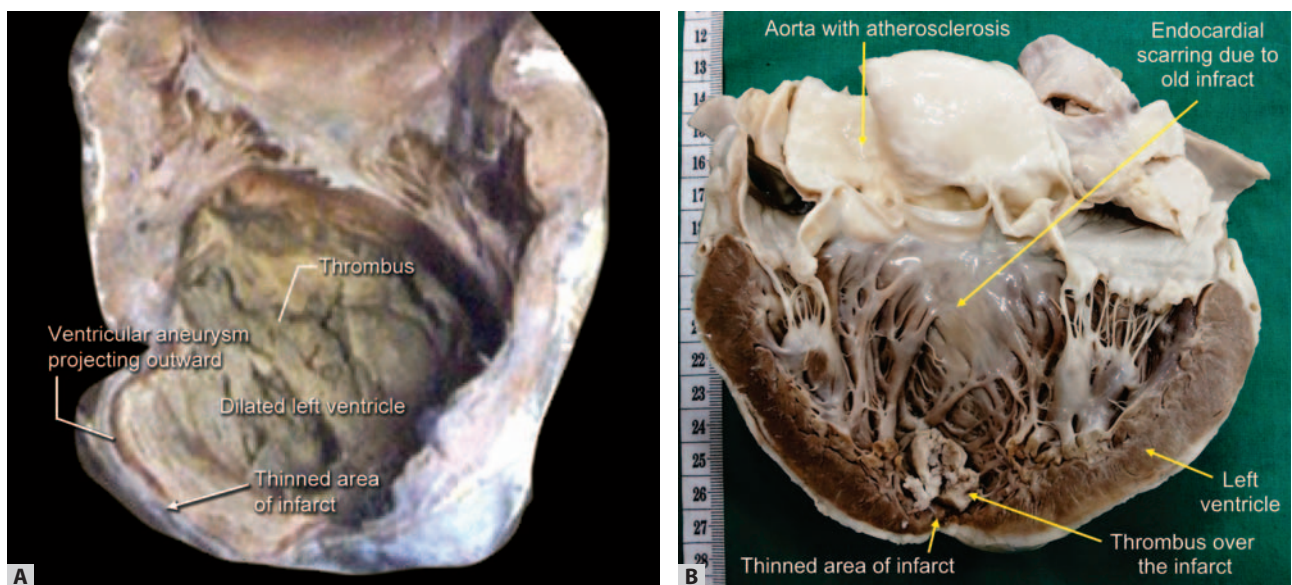 Thrombus
Ventricular aneurysm
projecting outward
Dilated left ventricle
Thinned area
of infarct
A
Aorta with atherosclerosis
Endocardial
scarring due to
old infract
12
13
14
16
17
22
23
24
25
26
27
28
Left
ventricle
Thrombus over
the infarct
Thinned area of infarct
B